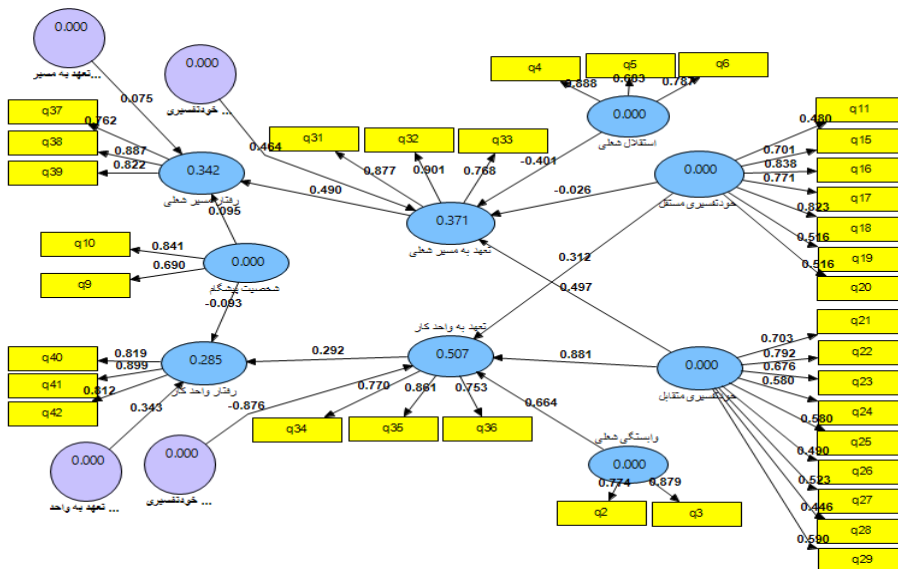 0.000
تعهد به مسیر...
0.000
خودتفسیری ...
q4
q5
q6
0.888
0.683
0.787
0.000
استقلال شغلی
0.075
q37
q38
q39
0.762
0.887
0.822
0.342
رفتار مسیر شغلی
0.464
q31
q32
q33
0.877
0.901
0.768
-0.401
0.490
0.371
تعهد به مسیر شغلی
-0.026
0.000
خودتفسیری مستقل
q11
q15
q16
q17
q18
q19
q20
0.480
0.701
0.838
0.771
0.823
0.516
0.516
0.095
q10
q9
0.841
0.690
0.000
شخصیت پیشگام
-0.093
0.312
0.497
تعهد به واحد کار
0.507
0.292
0.881
q40
q41
q42
0.819
0.899
0.812
0.285
رفتار واحد کار
0.343
-0.876
0.770
0.861
0.753
q34
q35
q36
0.664
0.000
خودتفسیری متقابل
q21
q22
q23
q24
q25
q26
q27
q28
q29
0.703
0.792
0.676
0.580
0.580
0.490
0.523
0.446
0.590
0.000
تعهد به واحد ...
0.000
خودتفسیری ...
وابستگی شغلی
0.000
0.774
0.879
q2
q3